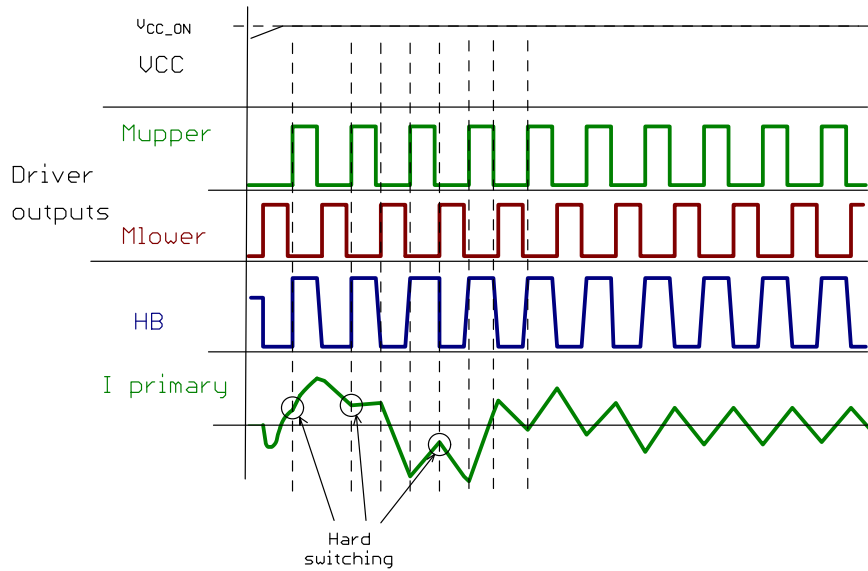 VCC_ON
VCC
Mupper
Driver
outputs
Mlower
HB
I primary
Hard
switching